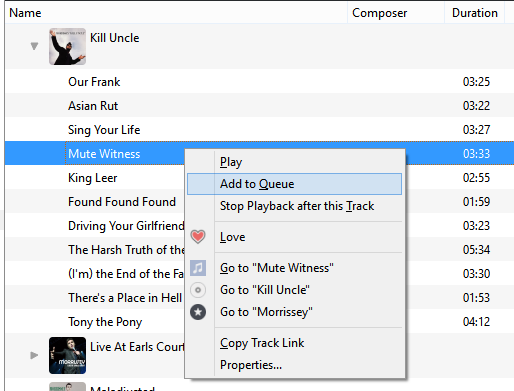 Name Composer Duration
Kill Uncle
Our Frank 03:25
Asian Rut 03:22
Sing Your Life 03:27
Mute Witness 03:33
King Leer 02:55
Found Found Found 01:59
Driving Your Girlfriend 03:23
The Harsh Truth of the 05:34
(I'm) the End of the Fa 03:30
There's a Place in Hell 01:53
Tony the Pony 04:12
Live At Earls Court
Play
Add to Queue
Stop Playback after this Track
Love
Go to "Mute Witness"
Go to "Kill Uncle"
Go to "Morrissey"
Copy Track Link
Properties...